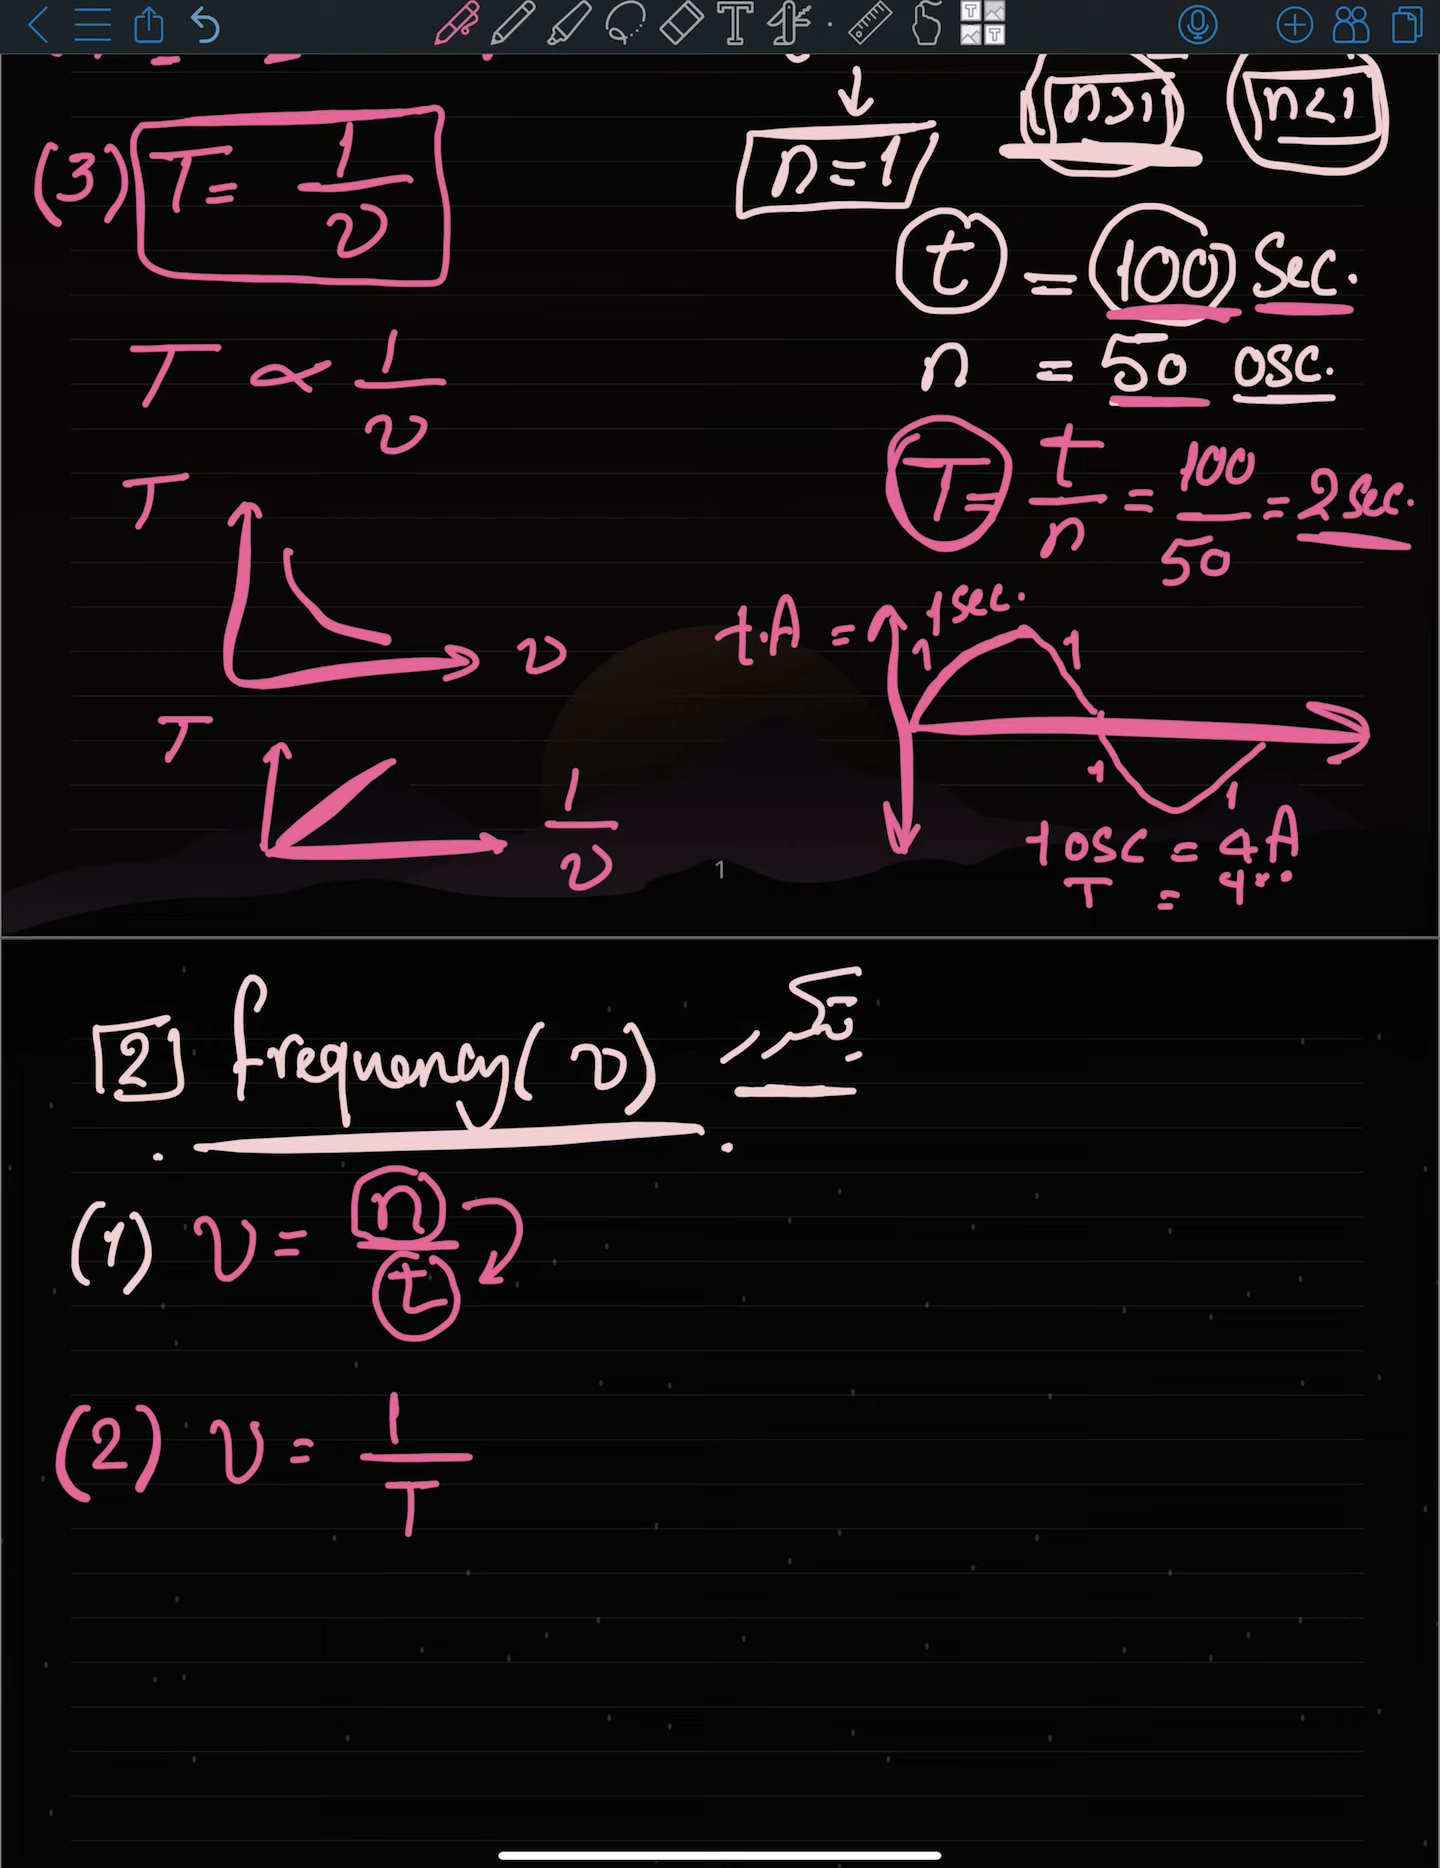 (3) T = 1/ν
n = 1
n>1
n<1
t = (100) Sec.
n = 50 osc.
T ∝ 1/ν
T = t/n = 100/50 = 2 sec.
T
ν
t.A = 1 sec.
1 1
1 1
T
1/ν
1 osc = 4A
T =
1
[2] frequency (ν)
(1) ν = n/t
(2) ν = 1/T